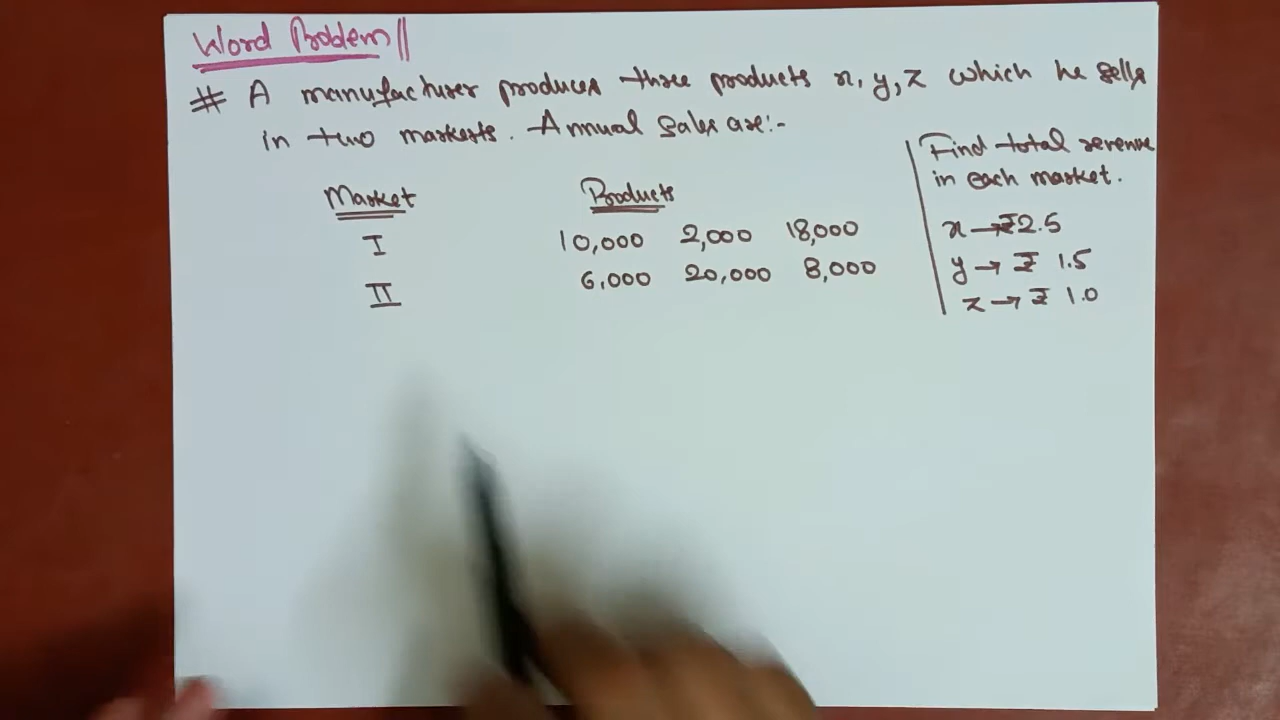 Word Problem ||
# A manufacturer produces three products x, y, z which he sells
in two markets. Annual sales are:-
Find total revenue
in each market.
x → ₹2.5
y → ₹ 1.5
z → ₹ 1.0
Market Products
I 10,000 2,000 18,000
II 6,000 20,000 8,000